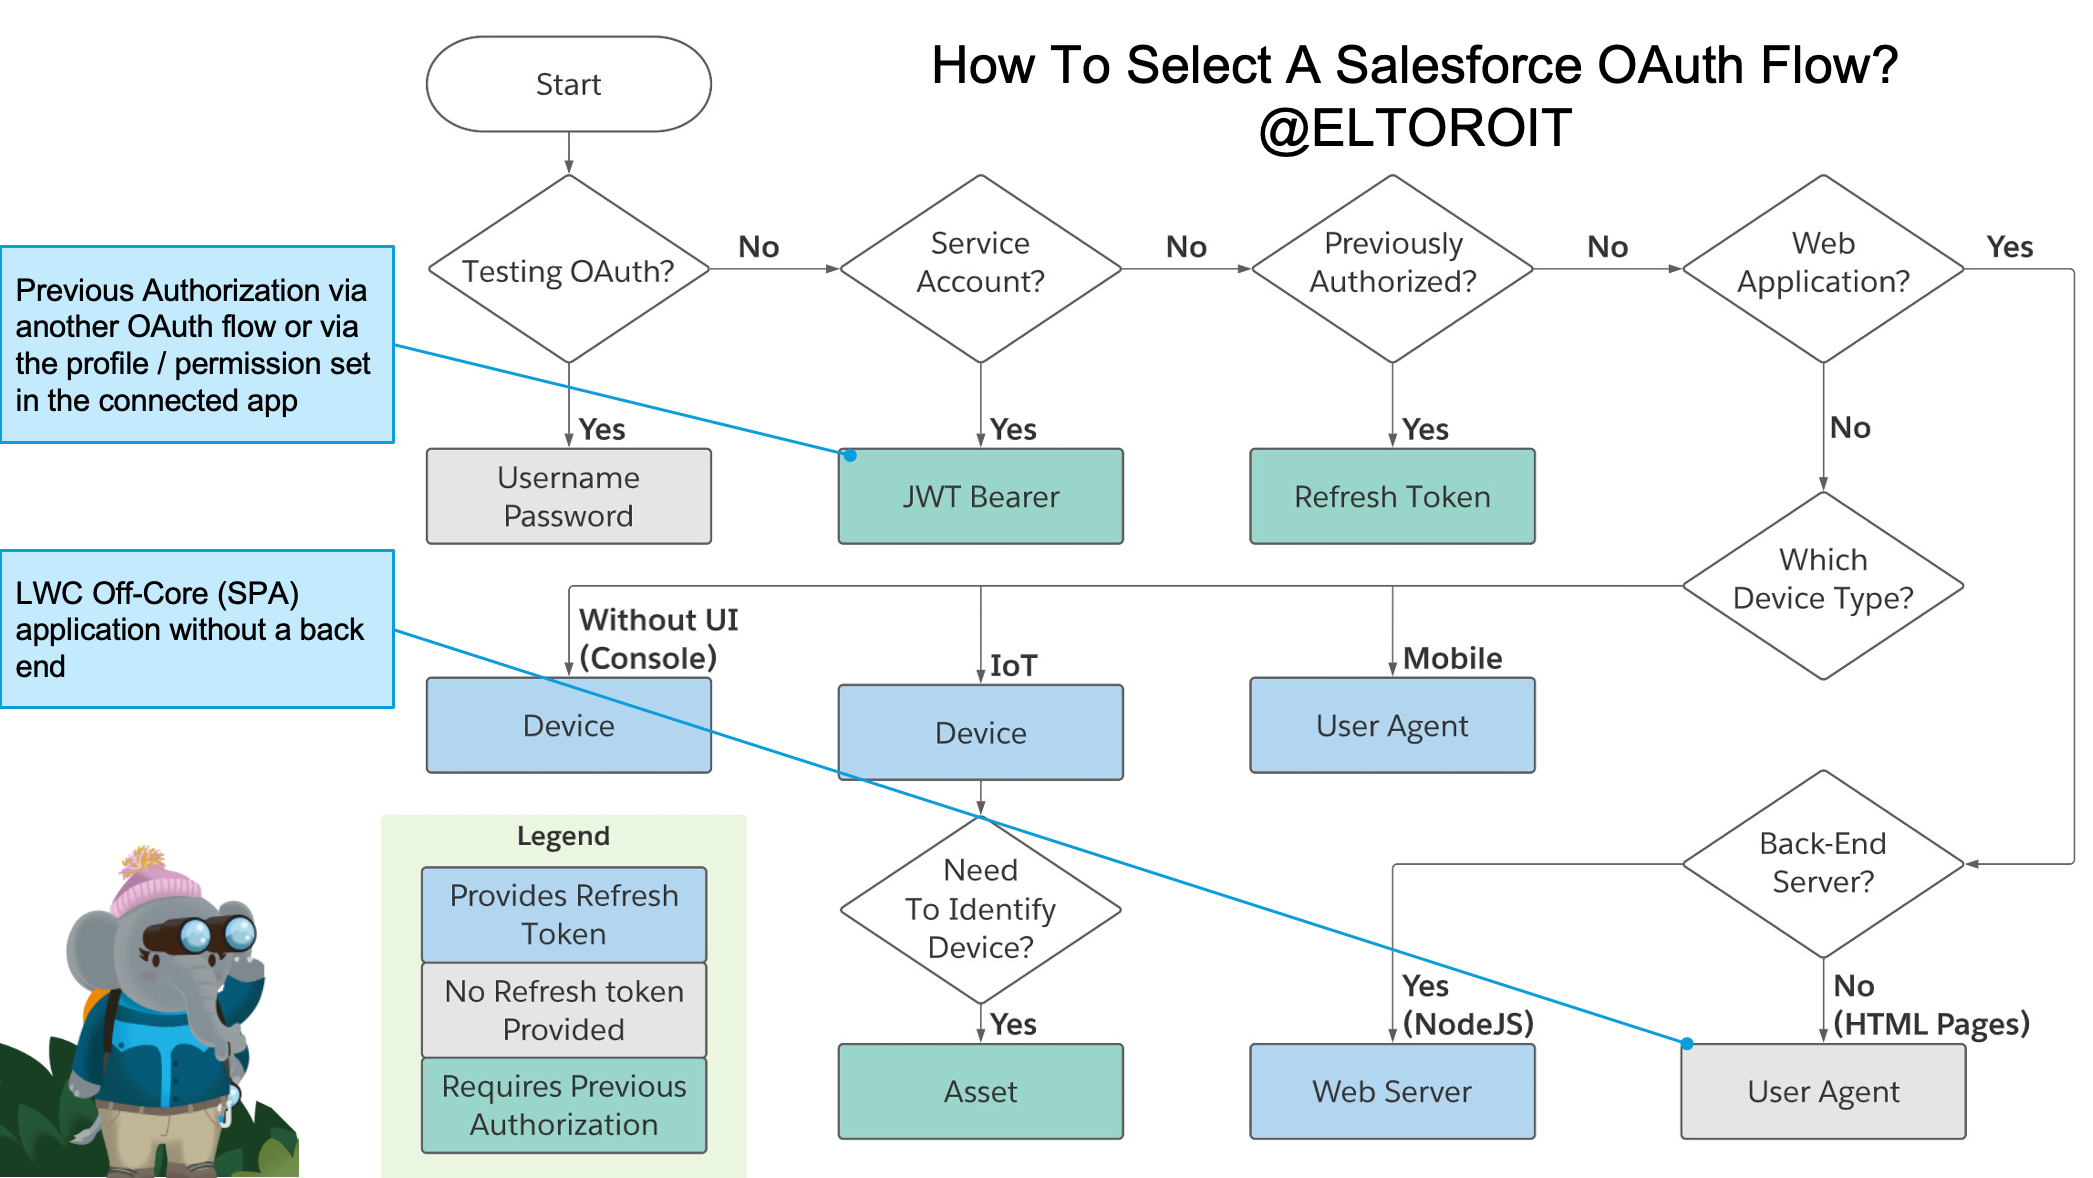 How To Select A Salesforce OAuth Flow?
@ELTOROIT
Start
Testing OAuth?
No
Service
Account?
No
Previously
Authorized?
No
Web
Application?
Yes
Previous Authorization via
another OAuth flow or via
the profile / permission set
in the connected app
Yes
Yes
Yes
No
Username
Password
JWT Bearer
Refresh Token
Which
Device Type?
LWC Off-Core (SPA)
application without a back
end
Without UI
(Console)
IoT
Mobile
Device
Device
User Agent
Need
To Identify
Device?
Back-End
Server?
Legend
Provides Refresh
Token
No Refresh token
Provided
Requires Previous
Authorization
Yes
Yes
(NodeJS)
No
(HTML Pages)
Asset
Web Server
User Agent